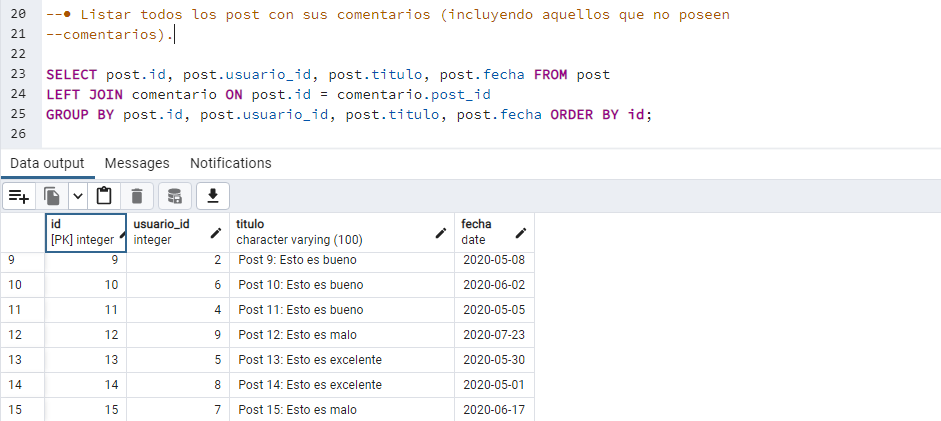 20 --● Listar todos los post con sus comentarios (incluyendo aquellos que no poseen
21 --comentarios).
22
23 SELECT post.id, post.usuario_id, post.titulo, post.fecha FROM post
24 LEFT JOIN comentario ON post.id = comentario.post_id
25 GROUP BY post.id, post.usuario_id, post.titulo, post.fecha ORDER BY id;
26
Data output Messages Notifications
id usuario_id titulo fecha
[PK] integer integer character varying (100) date
9 9 2 Post 9: Esto es bueno 2020-05-08
10 10 6 Post 10: Esto es bueno 2020-06-02
11 11 4 Post 11: Esto es bueno 2020-05-05
12 12 9 Post 12: Esto es malo 2020-07-23
13 13 5 Post 13: Esto es excelente 2020-05-30
14 14 8 Post 14: Esto es excelente 2020-05-01
15 15 7 Post 15: Esto es malo 2020-06-17